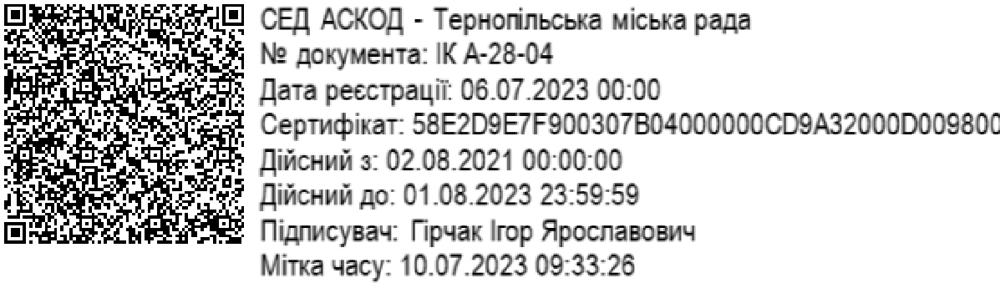 СЕД АСКОД - Тернопільська міська рада
№ документа: ІК А-28-04
Дата реєстрації: 06.07.2023 00:00
Сертифікат: 58E2D9E7F900307B04000000CD9A32000D009800
Дійсний з: 02.08.2021 00:00:00
Дійсний до: 01.08.2023 23:59:59
Підписувач: Гірчак Ігор Ярославович
Мітка часу: 10.07.2023 09:33:26